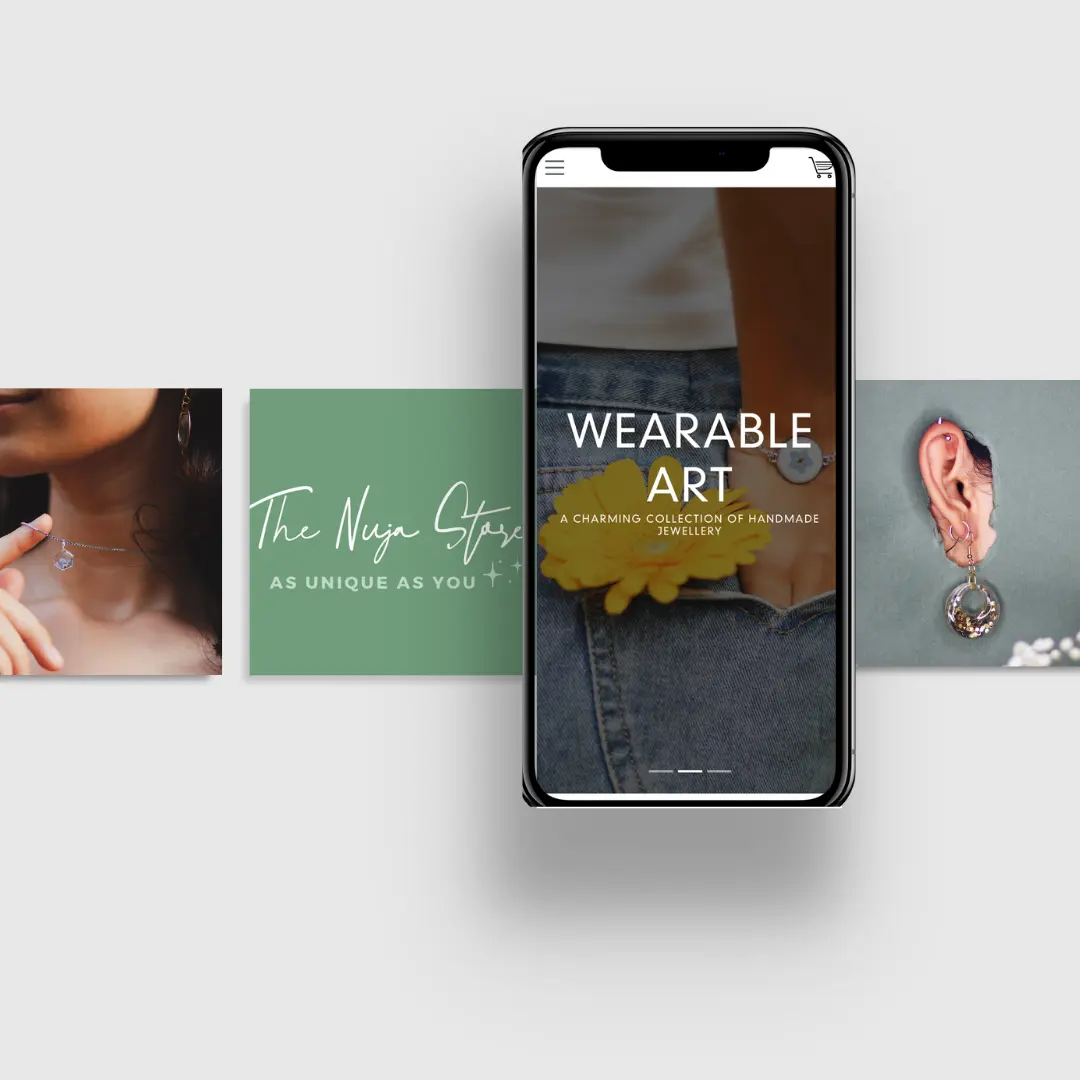 The Nuja Store
AS UNIQUE AS YOU
WEARABLE
ART
A CHARMING COLLECTION OF HANDMADE
JEWELLERY